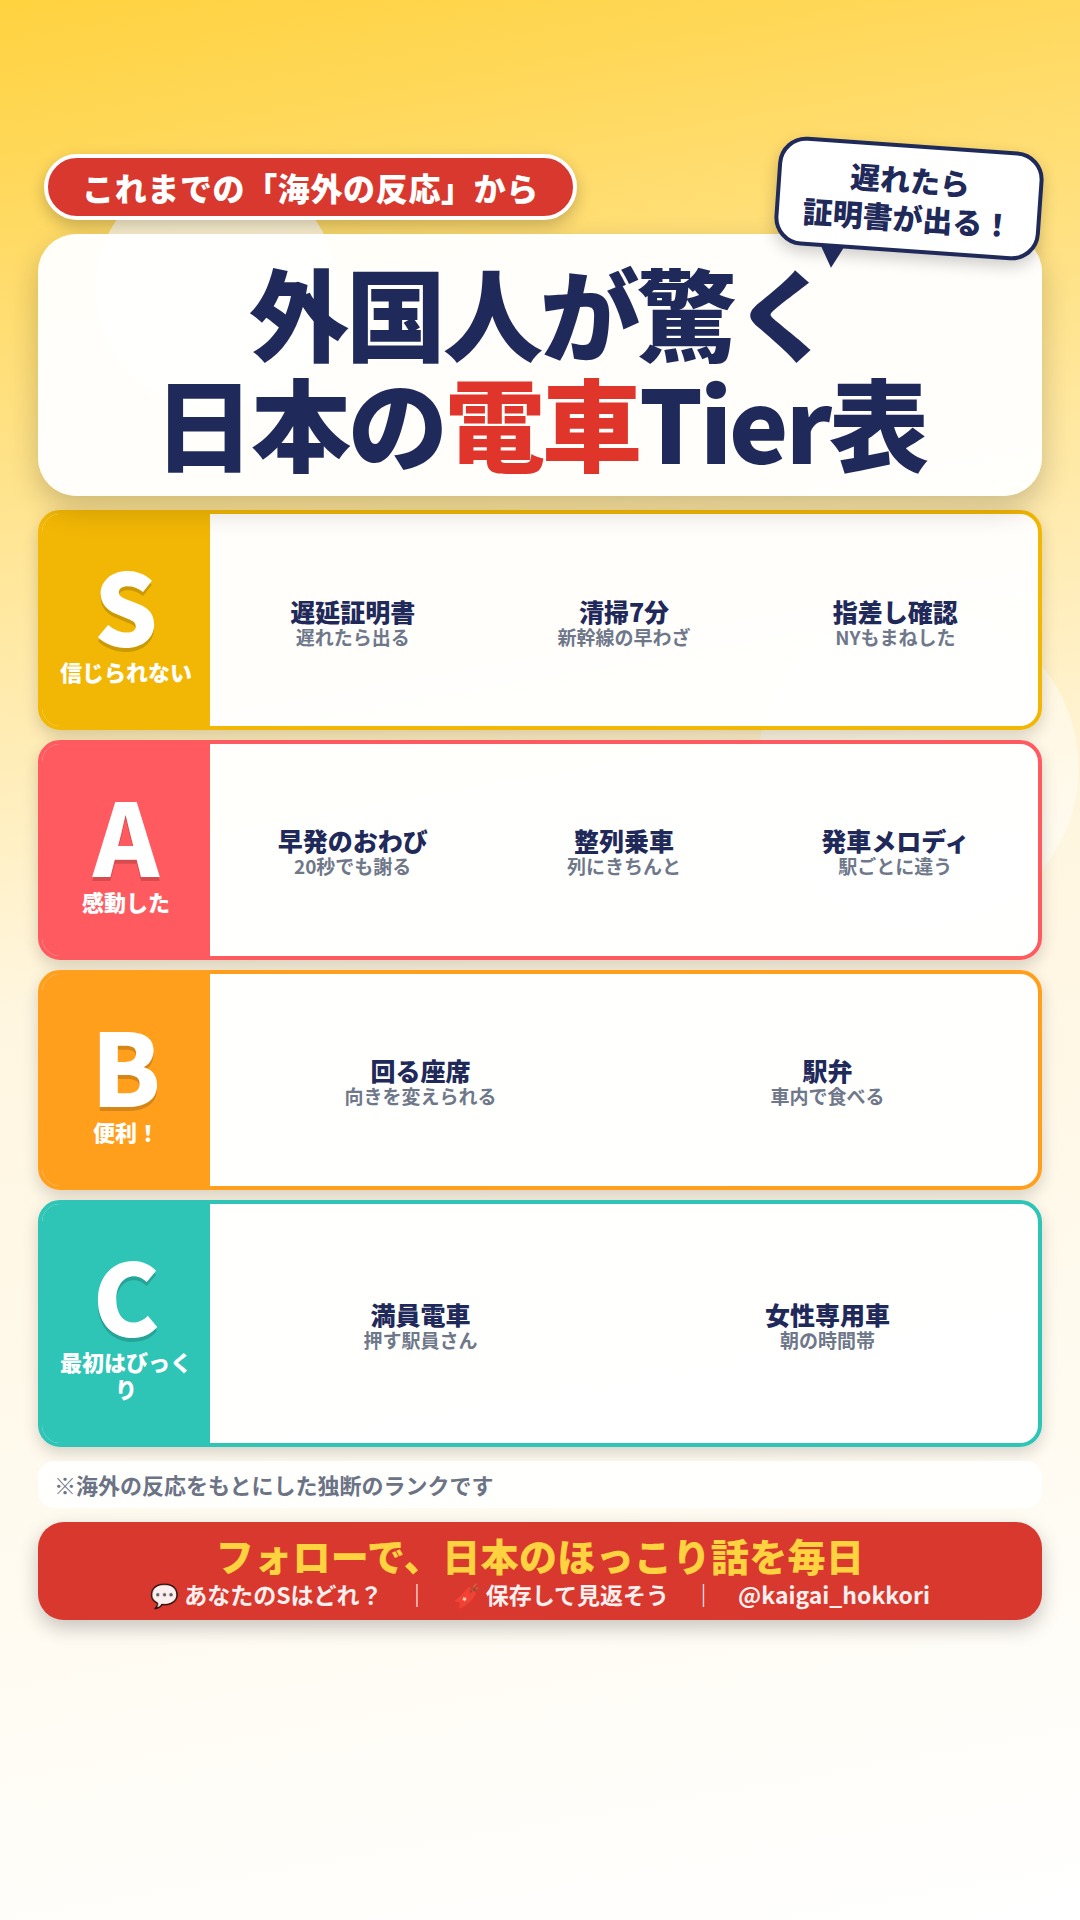 これまでの「海外の反応」から
遅れたら
証明書が出る！
外国人が驚く
日本の電車Tier表
S
信じられない
遅延証明書
遅れたら出る
清掃7分
新幹線の早わざ
指差し確認
NYもまねした
A
感動した
早発のおわび
20秒でも謝る
整列乗車
列にきちんと
発車メロディ
駅ごとに違う
B
便利！
回る座席
向きを変えられる
駅弁
車内で食べる
C
最初はびっく
り
満員電車
押す駅員さん
女性専用車
朝の時間帯
※海外の反応をもとにした独断のランクです
フォローで、日本のほっこり話を毎日
💬 あなたのSはどれ？ ｜ 🔖 保存して見返そう ｜ @kaigai_hokkori